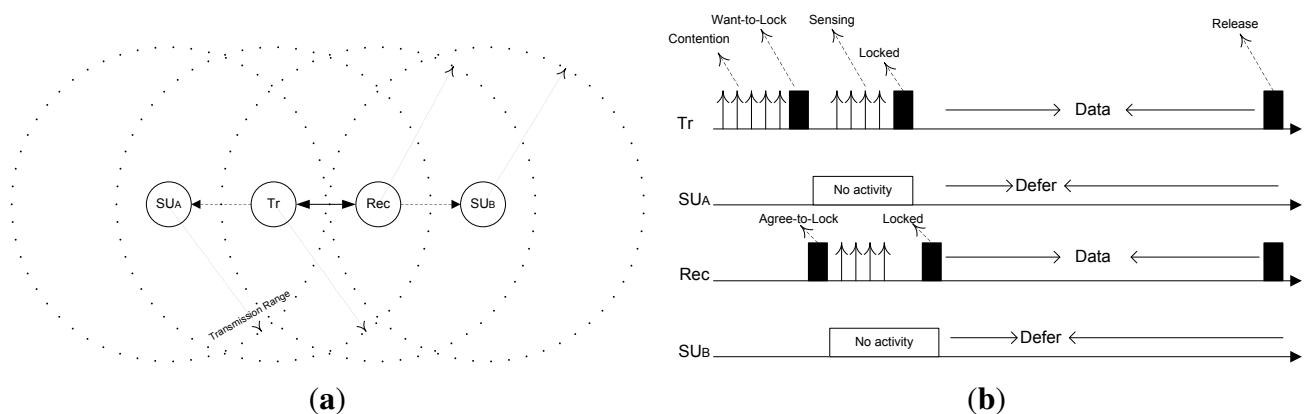 SUA
Tr
Rec
SUB
Transmission Range
(a)
Want-to-Lock
Sensing
Release
Contention
Locked
Tr
Data
SUA
No activity
Defer
Agree-to-Lock
Locked
Rec
Data
SUB
No activity
Defer
(b)